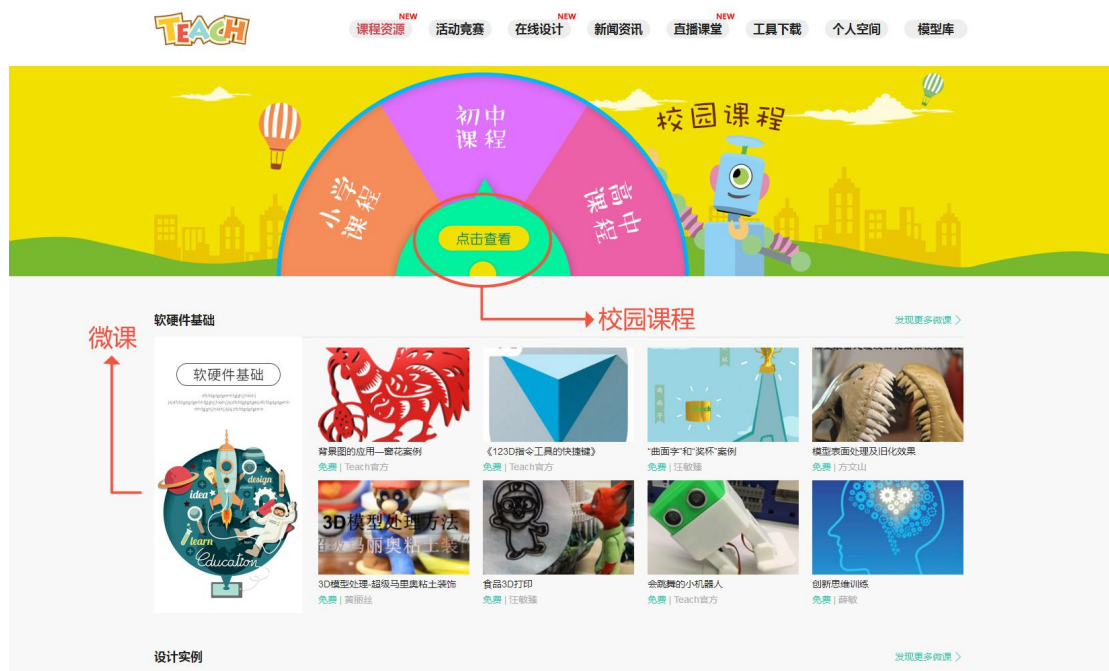 TEACH
NEW
课程资源
活动竞赛
NEW
在线设计
新闻资讯
NEW
直播课堂
工具下载
个人空间
模型库
小学
课程
初中
课程
高中
课程
校园课程
点击查看
校园课程
微课
软硬件基础
发现更多微课 >
软硬件基础
idea
design
learn
Education
背景图的应用—窗花案例
免费 | Teach官方
《123D指令工具的快捷键》
免费 | Teach官方
"曲面字"和"奖杯"案例
免费 | 汪敏臻
模型表面处理及旧化效果
免费 | 方文山
3D模型处理方法
超级玛丽奥粘土装饰
3D模型处理-超级马里奥粘土装饰
免费 | 黄丽丝
食品3D打印
免费 | 汪敏臻
会跳舞的小机器人
免费 | Teach官方
创新思维训练
免费 | 薛敏
设计实例
发现更多微课 >